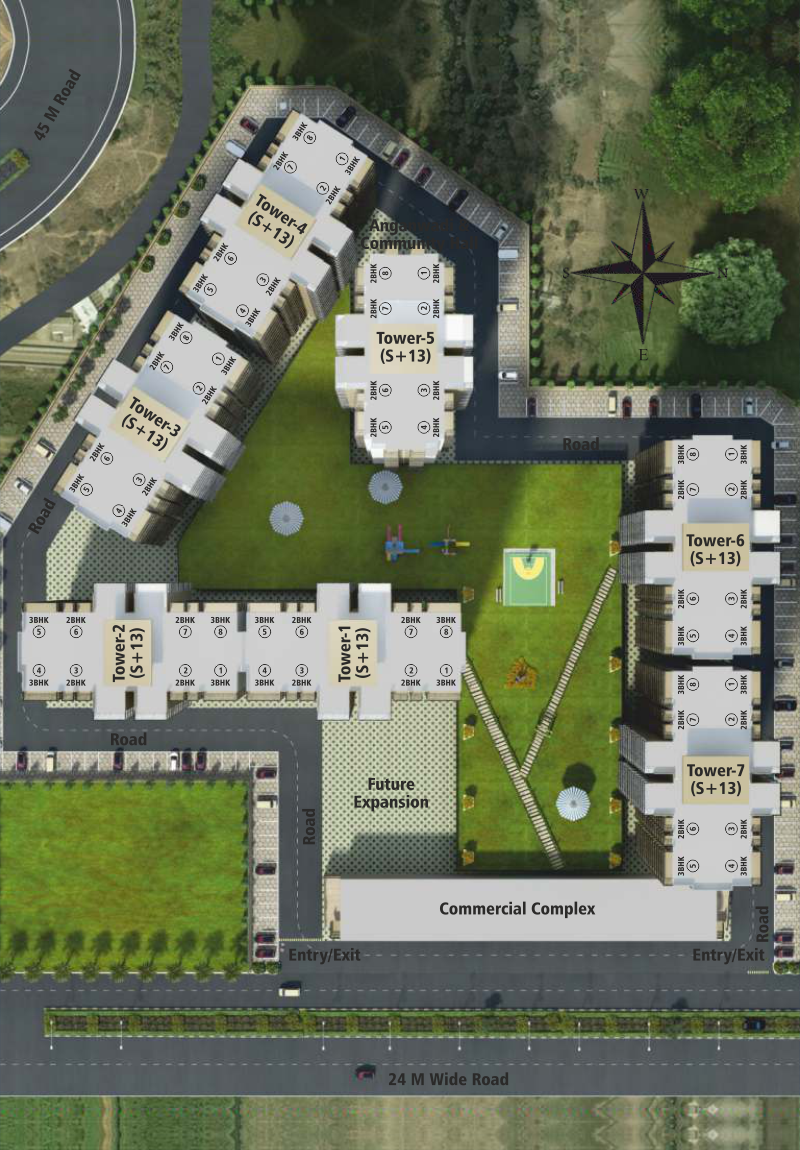 45 M Road
W
S
N
E
3BHK 8
2BHK 7
1 3BHK
2 2BHK
Tower-4
(S+13)
2BHK 6
3BHK 5
3 2BHK
4 3BHK
2BHK 8
1 2BHK
2BHK 7
2 2BHK
Tower-5
(S+13)
2BHK 6
3 2BHK
2BHK 5
4 2BHK
3BHK 8
2BHK 7
1 3BHK
2 2BHK
Tower-3
(S+13)
2BHK 6
3BHK 5
3 2BHK
4 3BHK
Road
Road
3BHK 8
1 3BHK
2BHK 7
2 2BHK
Tower-6
(S+13)
2BHK 6
3 2BHK
3BHK 5
4 3BHK
3BHK 2BHK
5 6
4 3
3BHK 2BHK
Tower-2
(S+13)
2BHK 3BHK
7 8
2 1
2BHK 3BHK
3BHK 2BHK
5 6
4 3
3BHK 2BHK
Tower-1
(S+13)
2BHK 3BHK
7 8
2 1
2BHK 3BHK
3BHK 8
1 3BHK
2BHK 7
2 2BHK
Tower-7
(S+13)
2BHK 6
3 2BHK
3BHK 5
4 3BHK
Road
Road
Future
Expansion
Commercial Complex
Road
Entry/Exit
Entry/Exit
24 M Wide Road